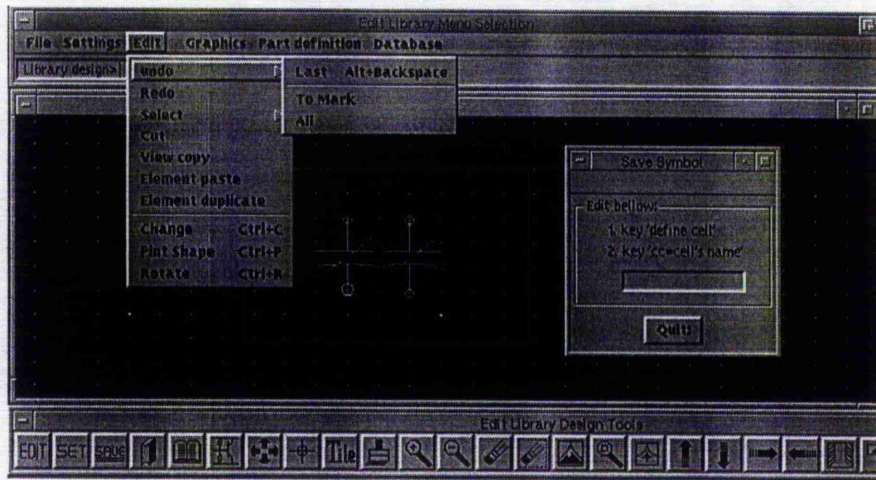 Edit Library Menu Selection
File Settings Edit Graphics Part definition Database
Library design>
Undo
Last Alt+Backspace
Redo
To Mark
Select
All
Cut
View copy
Element paste
Element duplicate
Change Ctrl+C
Pint Shape Ctrl+P
Rotate Ctrl+R
Save Symbol
Edit bellow:
1. key 'define cell'
2. key 'cc=cell's name'
Quit!
Edit Library Design Tools
EDIT SET SAVE Tile